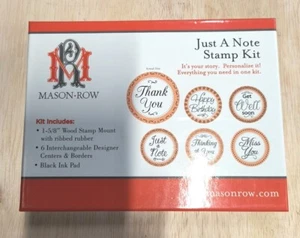 Just A Note
Stamp Kit
It's your story. Personalize it!
Everything you need in one kit.
MASON-ROW
Thank
You
Happy
Birthday
Get
Well
soon
Just
a
Note
Thinking
of You
Miss
You
Kit Includes:
• 1-5/8" Wood Stamp Mount
with ribbed rubber
• 6 Interchangeable Designer
Centers & Borders
• Black Ink Pad
masonrow.com